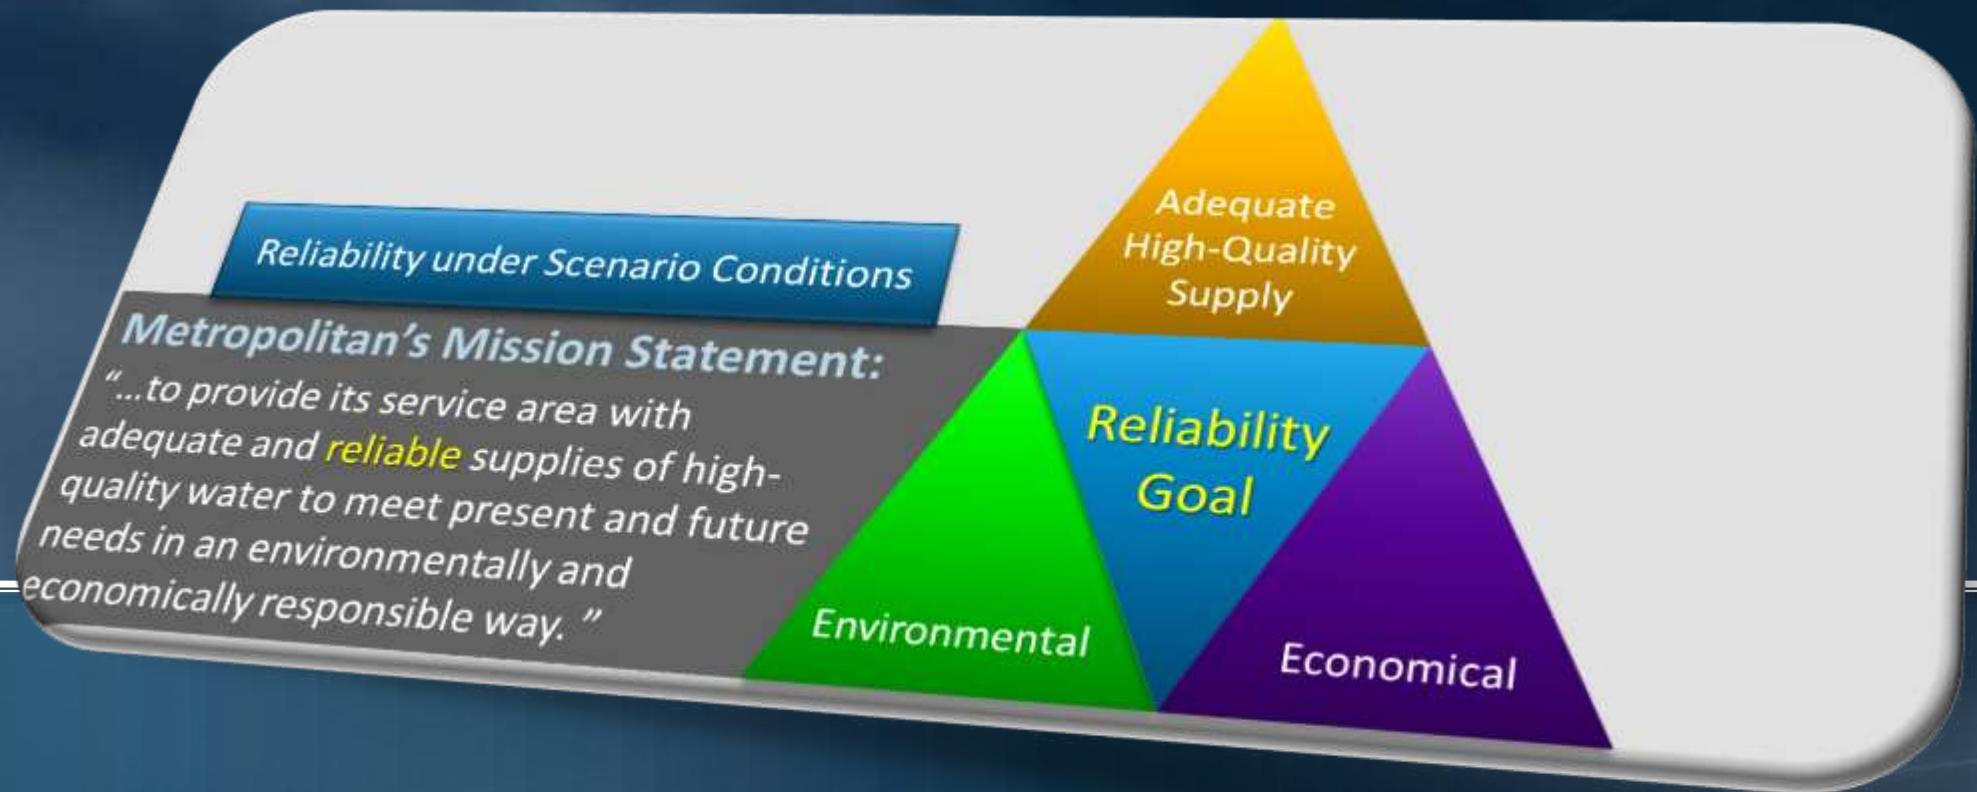 Reliability under Scenario Conditions
Metropolitan’s Mission Statement:
“...to provide its service area with
adequate and reliable supplies of high-
quality water to meet present and future
needs in an environmentally and
economically responsible way. ”
Adequate
High-Quality
Supply
Reliability
Goal
Environmental
Economical